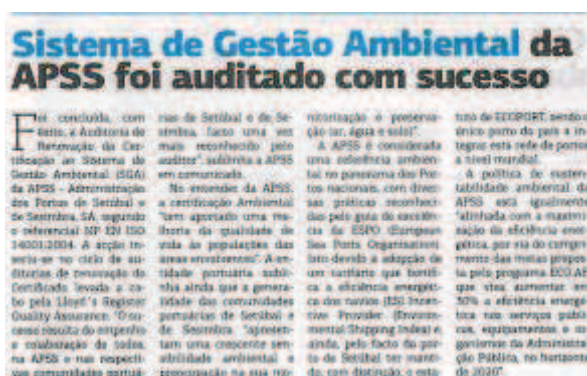 Sistema de Gestão Ambiental da
APSS foi auditado com sucesso
Foi concluída, com
êxito, a Auditoria de
Renovação da Cer-
tificação ao Sistema de
Gestão Ambiental (SGA)
da APSS - Administração
dos Portos de Setúbal e
de Sesimbra, SA, segundo
o referencial NP EN ISO
14001:2004. A acção in-
seriu-se no ciclo de au-
ditorias de renovação do
Certificado, levada a ca-
bo pela Lloyd's Register
Quality Assurance. "O su-
cesso resulta do empenho
e colaboração de todos,
na APSS e nas respecti-
vas comunidades portuá-
rias de Setúbal e de Se-
simbra, facto uma vez
mais reconhecido pelo
auditor", sublinha a APSS
em comunicado.
No entender da APSS,
a certificação Ambiental
"tem aportado uma me-
lhoria da qualidade de
vida às populações das
áreas envolventes". A en-
tidade portuária subli-
nha ainda que a genera-
lidade das comunidades
portuárias de Setúbal e
de Sesimbra, "apresen-
tam uma crescente sen-
sibilidade ambiental e
preocupação na sua mo-
nitorização e preserva-
ção (ar, água e solo)".
A APSS é considerada
uma referência ambien-
tal no panorama dos Por-
tos nacionais, com diver-
sas práticas reconheci-
das pelo guia de excelên-
cia da ESPO (European
Sea Ports Organisation)
isto devido a adopção de
um tarifário que bonifi-
ca a eficiência energéti-
ca dos navios (ESI Incen-
tive Provider (Environ-
mental Shipping Index) e
ainda, pelo facto do por-
to de Setúbal ter manti-
do, com distinção, o esta-
tuto de ECOPORT, sendo o
único porto do país a in-
tegrar esta rede de portos
a nível mundial.
A política de susten-
tabilidade ambiental da
APSS está igualmente
"alinhada com a maximi-
zação da eficiência ener-
gética, por via do cumpri-
mento das metas propos-
ta pelo programa ECO.AP
que visa aumentar em
30% a eficiência energé-
tica nos serviços públi-
cos, equipamentos e or-
ganismos da Administra-
ção Pública, no horizonte
de 2020".